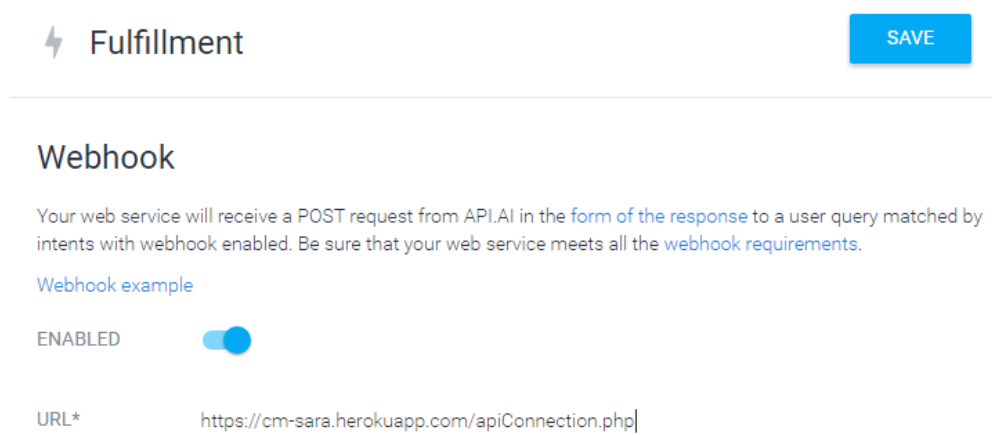 Fulfillment
SAVE
Webhook
Your web service will receive a POST request from API.AI in the form of the response to a user query matched by
intents with webhook enabled. Be sure that your web service meets all the webhook requirements.
Webhook example
ENABLED
URL* https://cm-sara.herokuapp.com/apiConnection.php